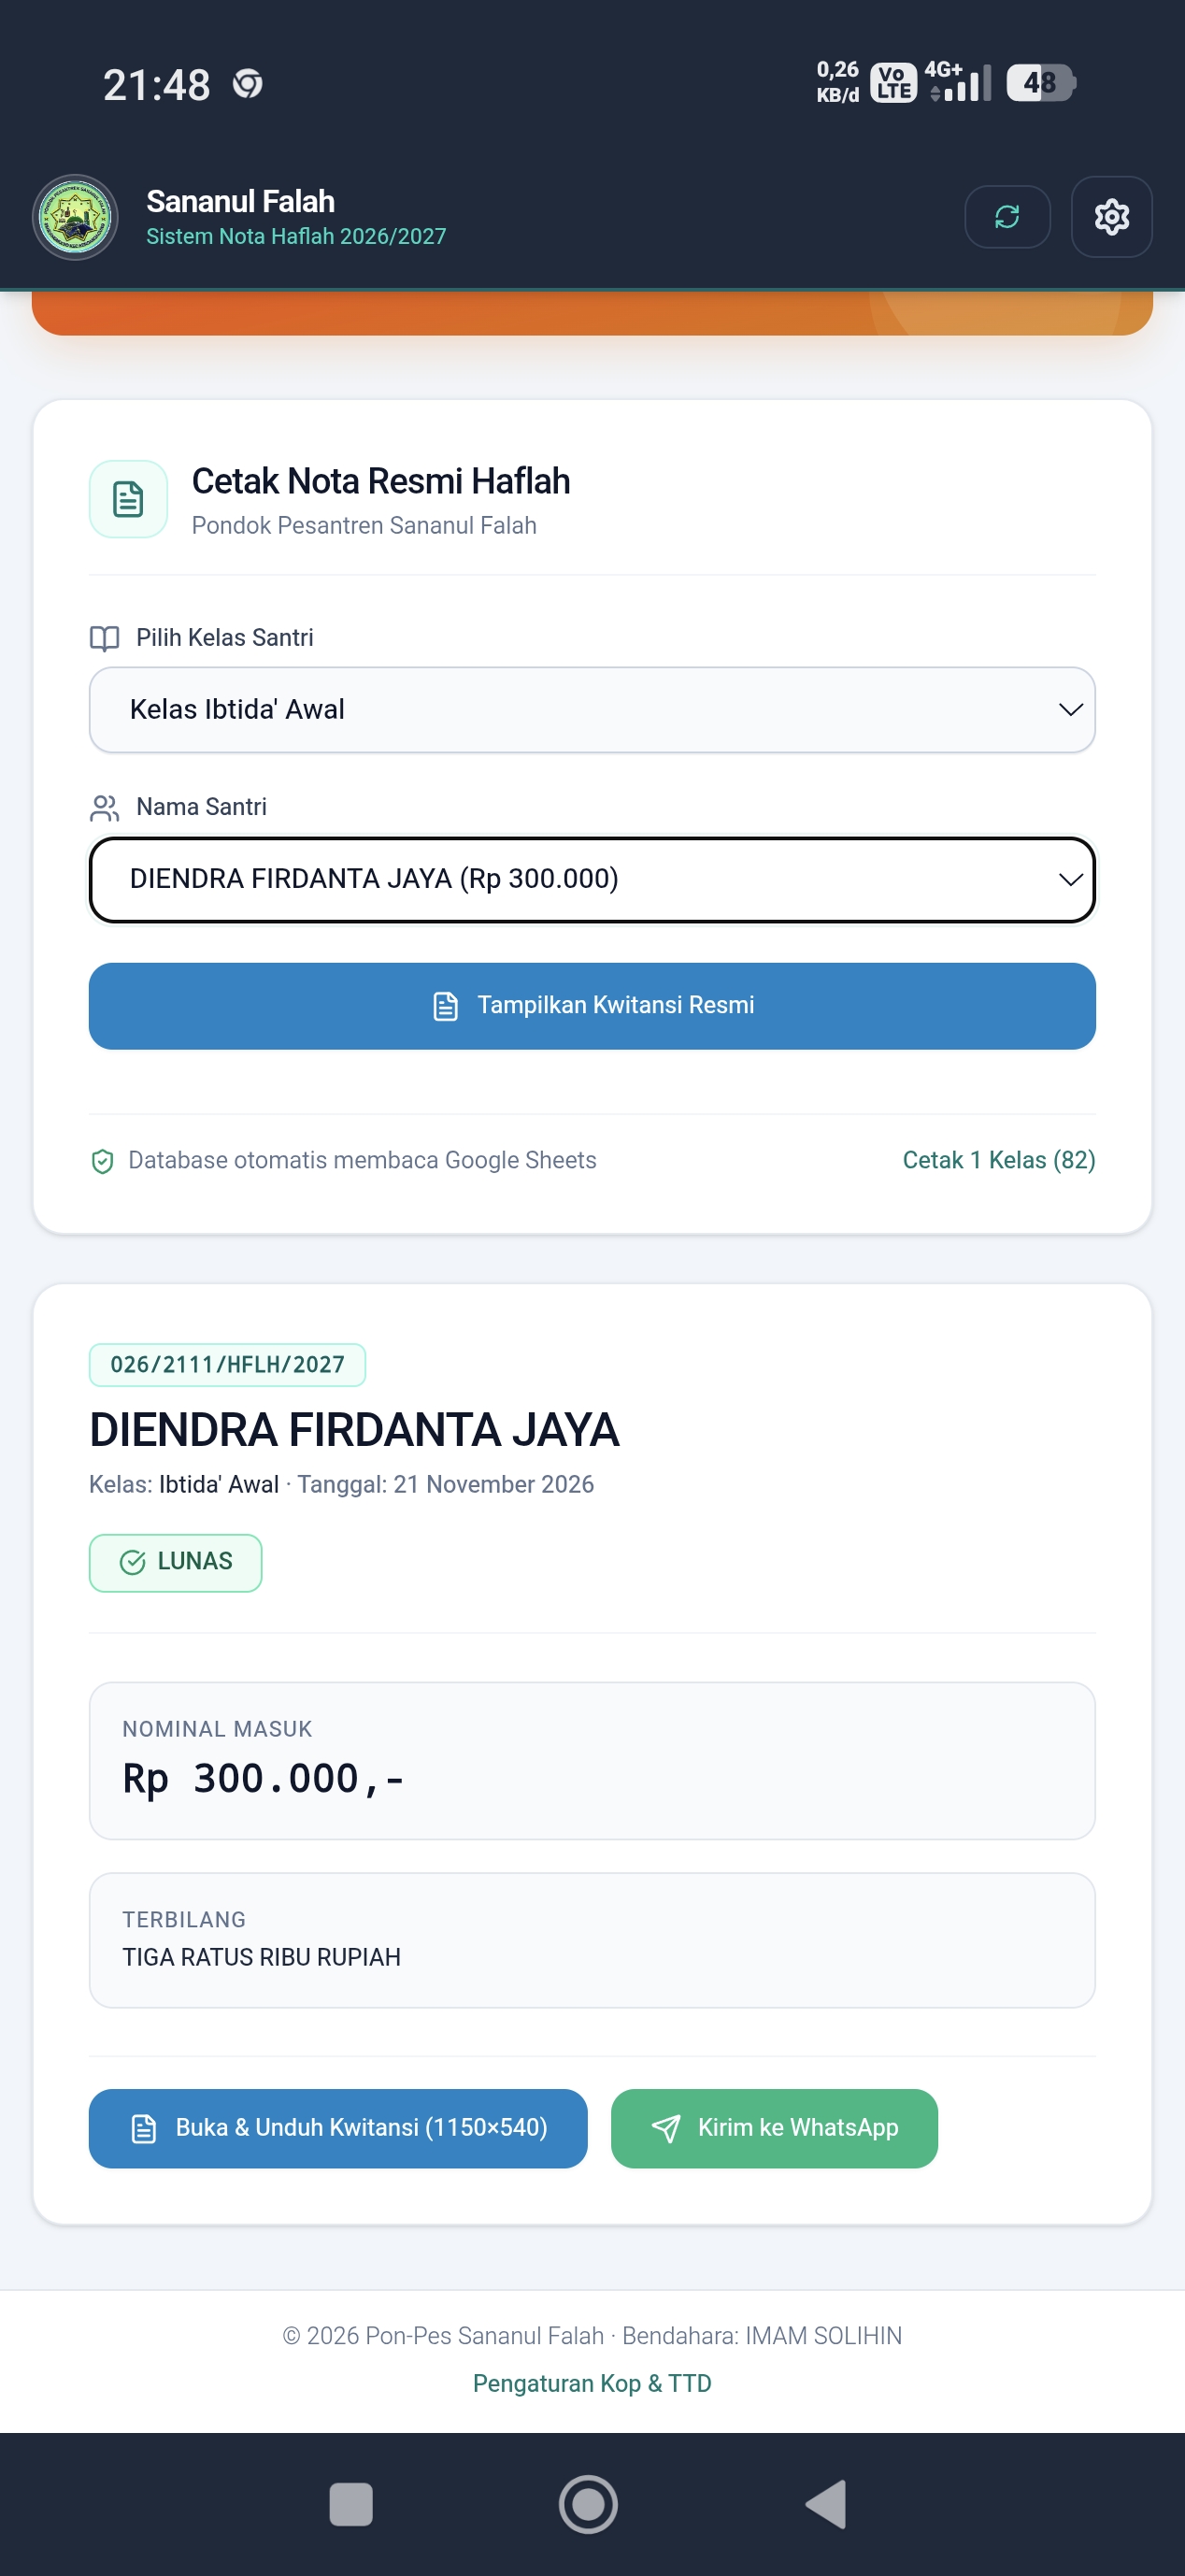 21:48
0,26
KB/d
Vo
LTE
4G+
48
Sananul Falah
Sistem Nota Haflah 2026/2027
Cetak Nota Resmi Haflah
Pondok Pesantren Sananul Falah
Pilih Kelas Santri
Kelas Ibtida' Awal
Nama Santri
DIENDRA FIRDANTA JAYA (Rp 300.000)
Tampilkan Kwitansi Resmi
Database otomatis membaca Google Sheets
Cetak 1 Kelas (82)
026/2111/HFLH/2027
DIENDRA FIRDANTA JAYA
Kelas: Ibtida' Awal · Tanggal: 21 November 2026
LUNAS
NOMINAL MASUK
Rp 300.000,-
TERBILANG
TIGA RATUS RIBU RUPIAH
Buka & Unduh Kwitansi (1150×540)
Kirim ke WhatsApp
© 2026 Pon-Pes Sananul Falah · Bendahara: IMAM SOLIHIN
Pengaturan Kop & TTD